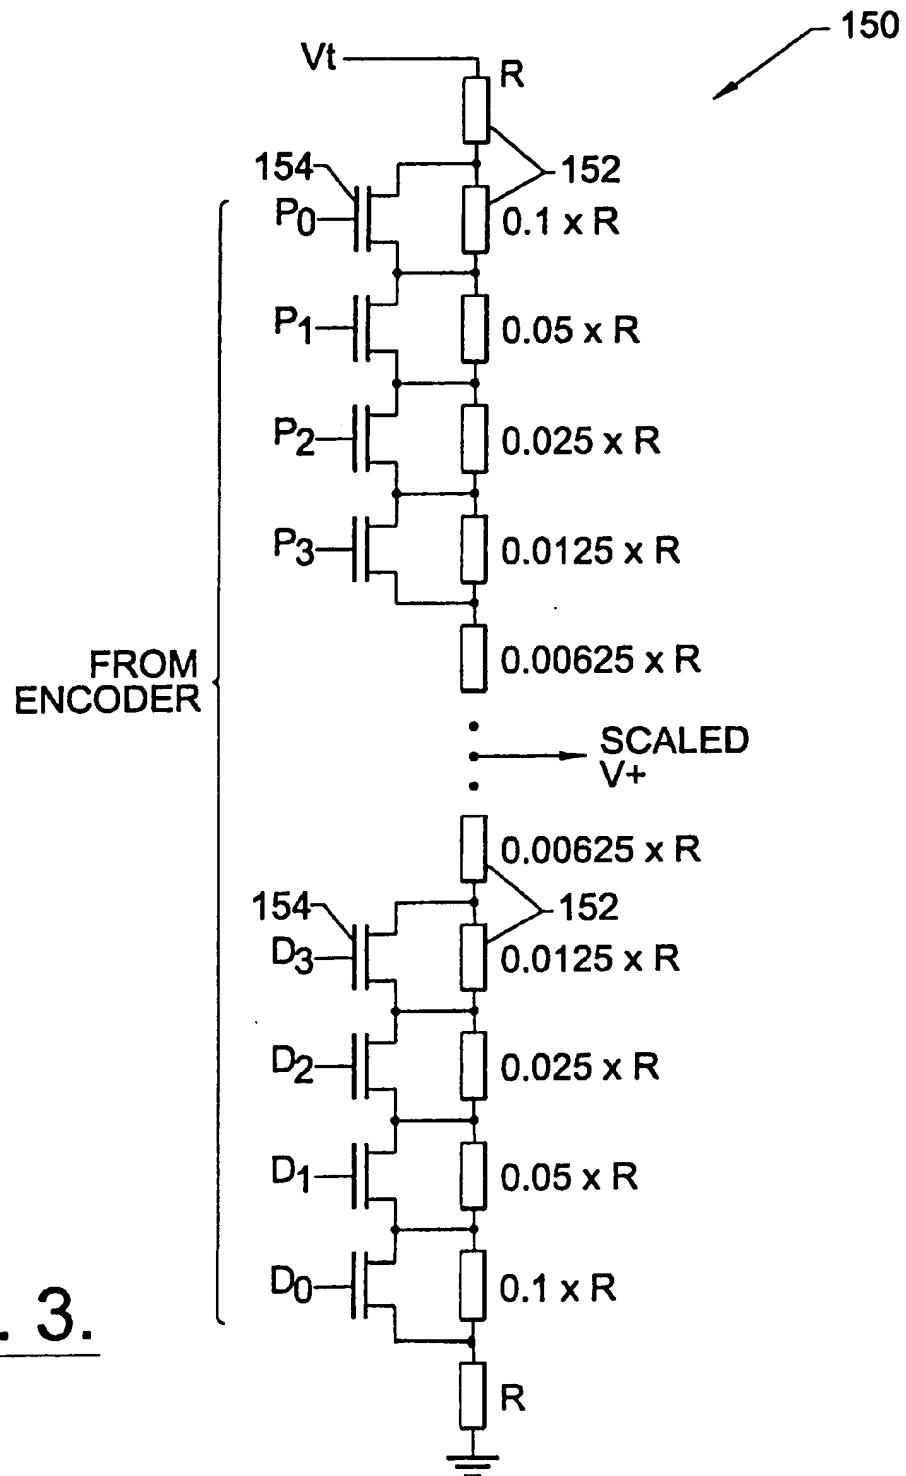 150
Vt
R
154
152
P0
0.1 x R
P1
0.05 x R
P2
0.025 x R
P3
0.0125 x R
FROM
ENCODER
0.00625 x R
SCALED
V+
0.00625 x R
154
152
D3
0.0125 x R
D2
0.025 x R
D1
0.05 x R
D0
0.1 x R
. 3.
R